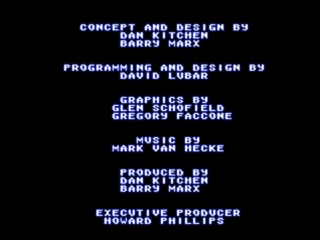 CONCEPT AND DESIGN BY
DAN KITCHEN
BARRY MARX
PROGRAMMING AND DESIGN BY
DAVID LUBAR
GRAPHICS BY
GLEN SCHOFIELD
GREGORY FACCONE
MUSIC BY
MARK VAN HECKE
PRODUCED BY
DAN KITCHEN
BARRY MARX
EXECUTIVE PRODUCER
HOWARD PHILLIPS